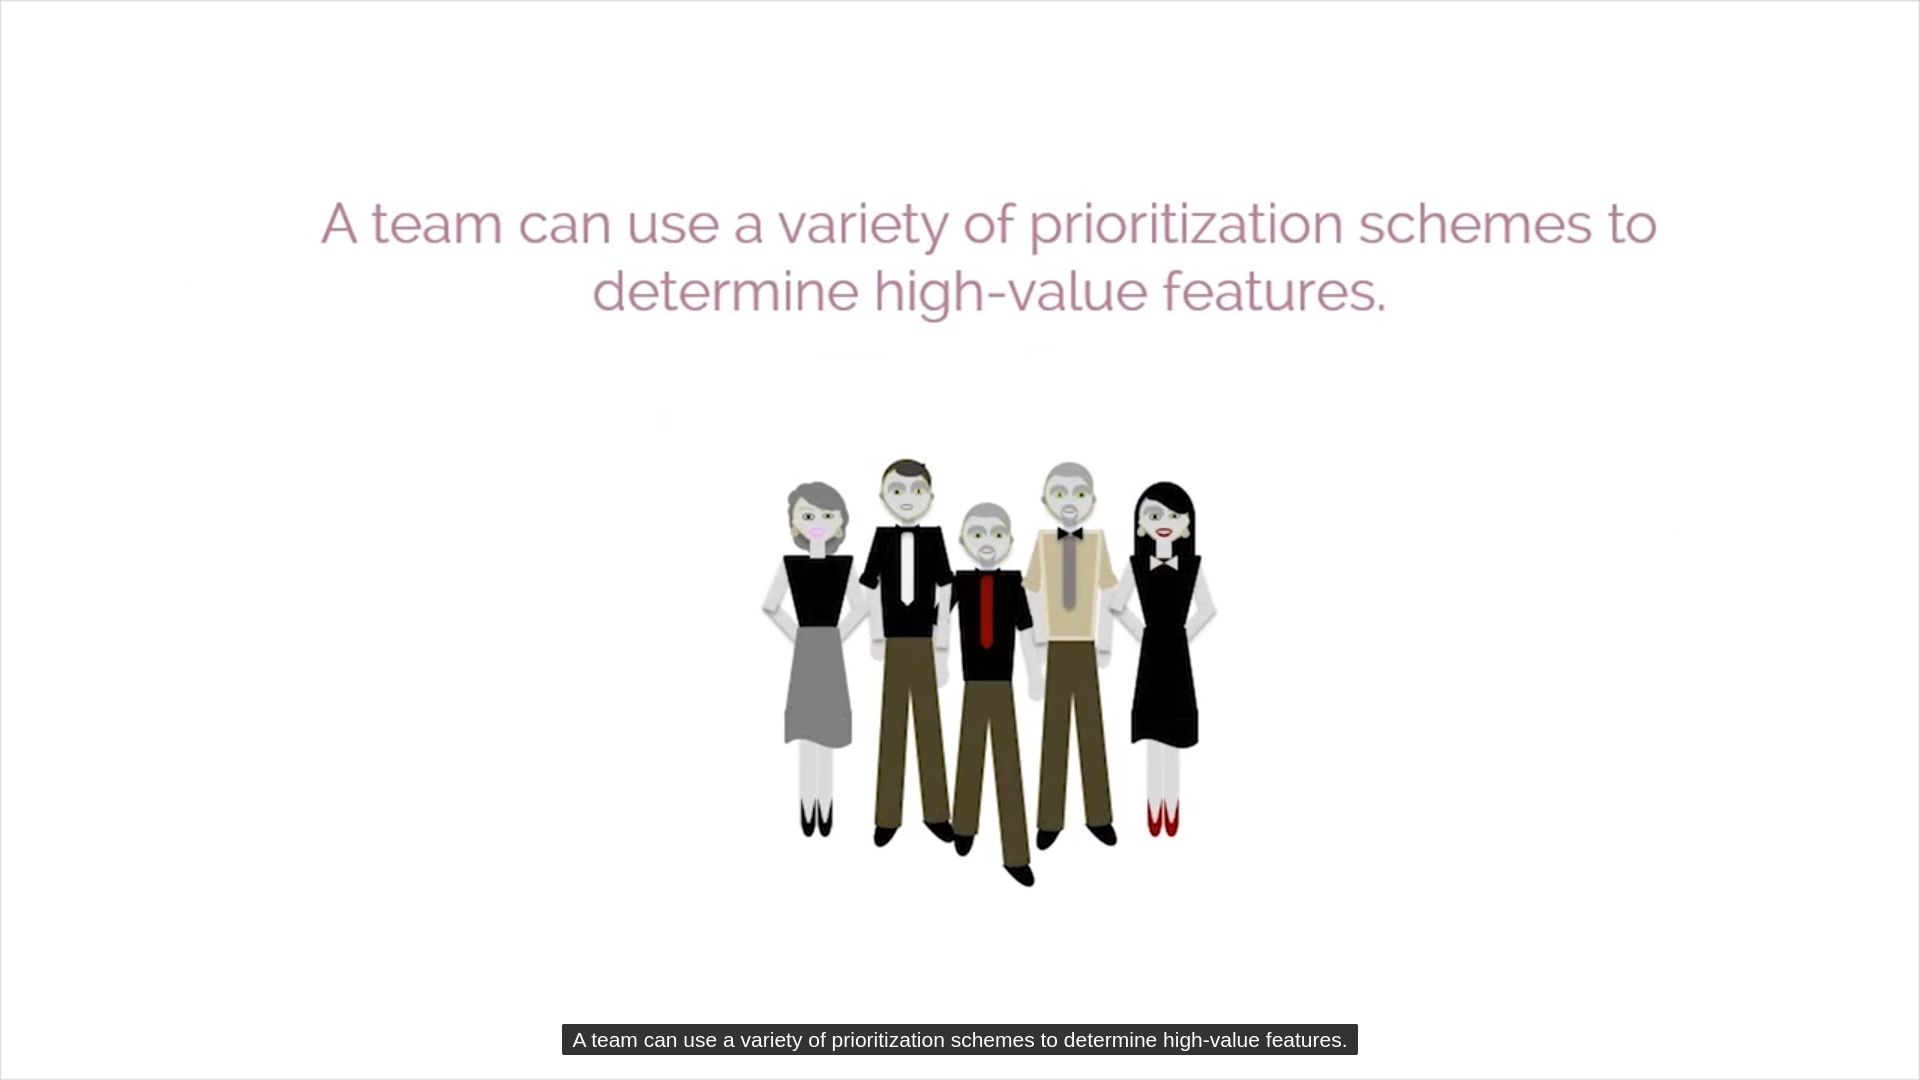 A team can use a variety of prioritization schemes to
determine high-value features.
A team can use a variety of prioritization schemes to determine high-value features.